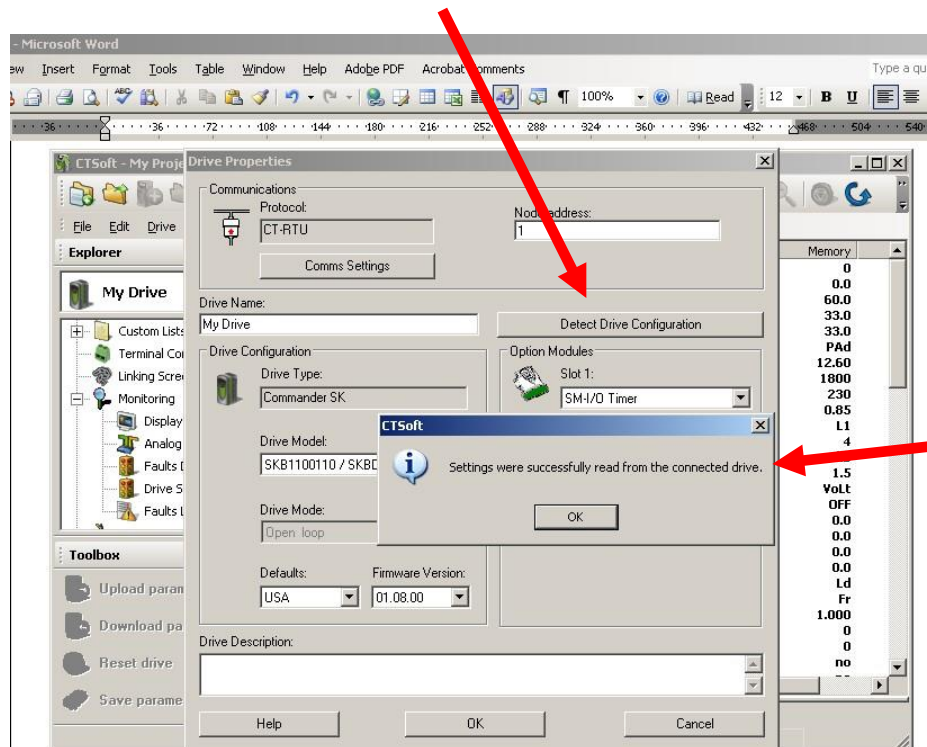 - Microsoft Word
ew Insert Format Tools Table Window Help Adobe PDF Acrobat Comments Type a qu
100% Read 12 B U
36 36 72 108 144 180 216 252 288 324 360 396 432 468 504 540
CTSoft - My Proje
Drive Properties
File Edit Drive
Explorer
My Drive
Custom Lists
Terminal Co
Linking Scree
Monitoring
Display
Analog
Faults
Drive S
Faults L
Toolbox
Upload param
Download pa
Reset drive
Save parame
Communications
Protocol:
CT-RTU
Node address:
1
Comms Settings
Drive Name:
My Drive
Detect Drive Configuration
Drive Configuration
Drive Type:
Commander SK
Option Modules
Slot 1:
SM-I/O Timer
Drive Model:
SKB1100110 / SKBD
Drive Mode:
Open loop
CTSoft
Settings were successfully read from the connected drive.
OK
Defaults:
USA
Firmware Version:
01.08.00
Drive Description:
Help OK Cancel
Memory
0
0.0
60.0
33.0
33.0
PAd
12.60
1800
230
0.85
L1
4
1.5
VoLt
OFF
0.0
0.0
0.0
0.0
Ld
Fr
1.000
0
0
no